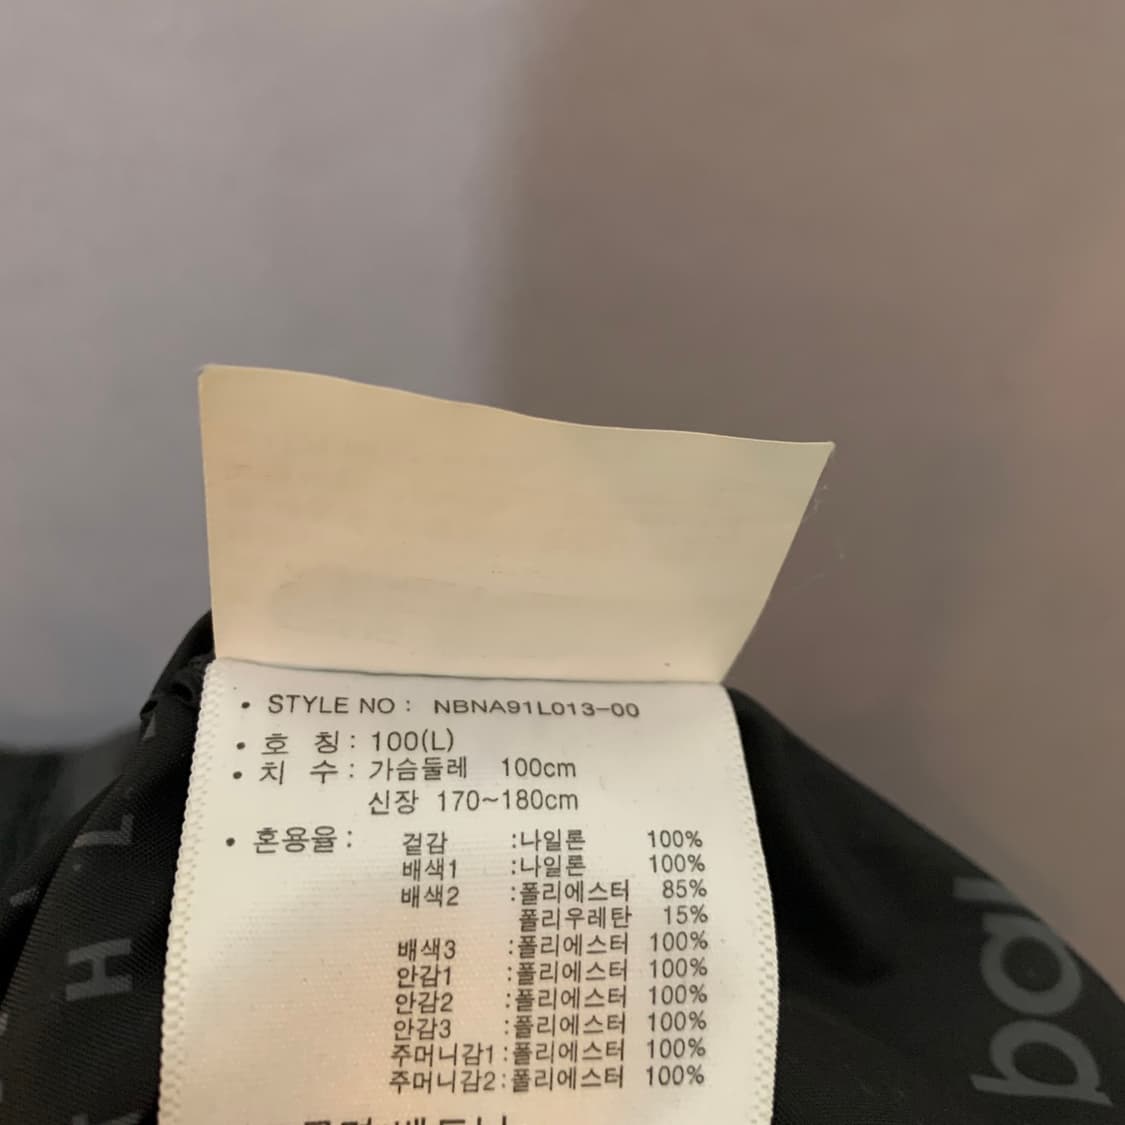 • STYLE NO : NBNA91L013-00
• 호 칭 : 100(L)
• 치 수 : 가슴둘레 100cm
신장 170~180cm
• 혼용율 : 겉감 :나일론 100%
배색1 :나일론 100%
배색2 :폴리에스터 85%
폴리우레탄 15%
배색3 :폴리에스터 100%
안감1 :폴리에스터 100%
안감2 :폴리에스터 100%
안감3 :폴리에스터 100%
주머니감1 :폴리에스터 100%
주머니감2 :폴리에스터 100%